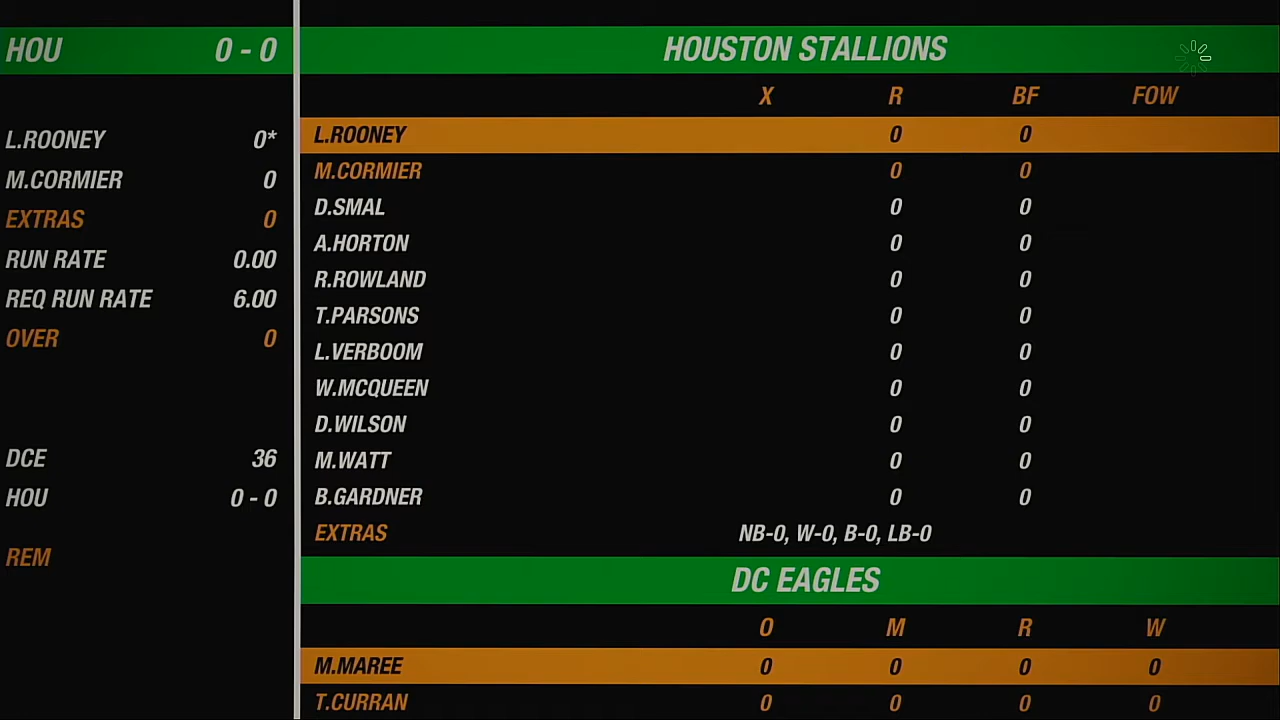 HOU 0 - 0
L.ROONEY 0*
M.CORMIER 0
EXTRAS 0
RUN RATE 0.00
REQ RUN RATE 6.00
OVER 0
DCE 36
HOU 0 - 0
REM
HOUSTON STALLIONS
X R BF FOW
L.ROONEY 0 0
M.CORMIER 0 0
D.SMAL 0 0
A.HORTON 0 0
R.ROWLAND 0 0
T.PARSONS 0 0
L.VERBOOM 0 0
W.MCQUEEN 0 0
D.WILSON 0 0
M.WATT 0 0
B.GARDNER 0 0
EXTRAS NB-0, W-0, B-0, LB-0
DC EAGLES
O M R W
M.MAREE 0 0 0 0
T.CURRAN 0 0 0 0